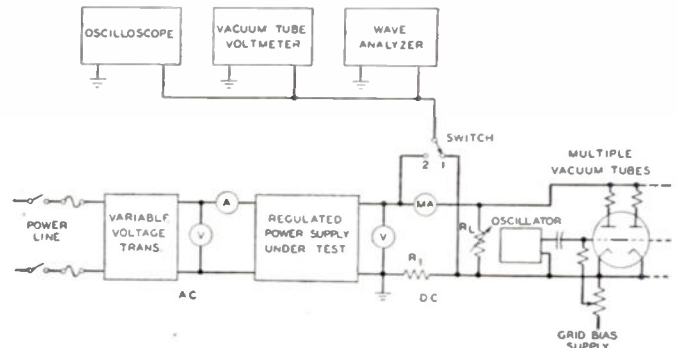 OSCILLOSCOPE
VACUUM TUBE
VOLTMETER
WAVE
ANALYZER
SWITCH
2 1
MULTIPLE
VACUUM TUBES
POWER
LINE
VARIABLE
VOLTAGE
TRANS.
A
V
REGULATED
POWER SUPPLY
UNDER TEST
V
MA
RL
OSCILLATOR
R1
AC
DC
GRID BIAS
SUPPLY